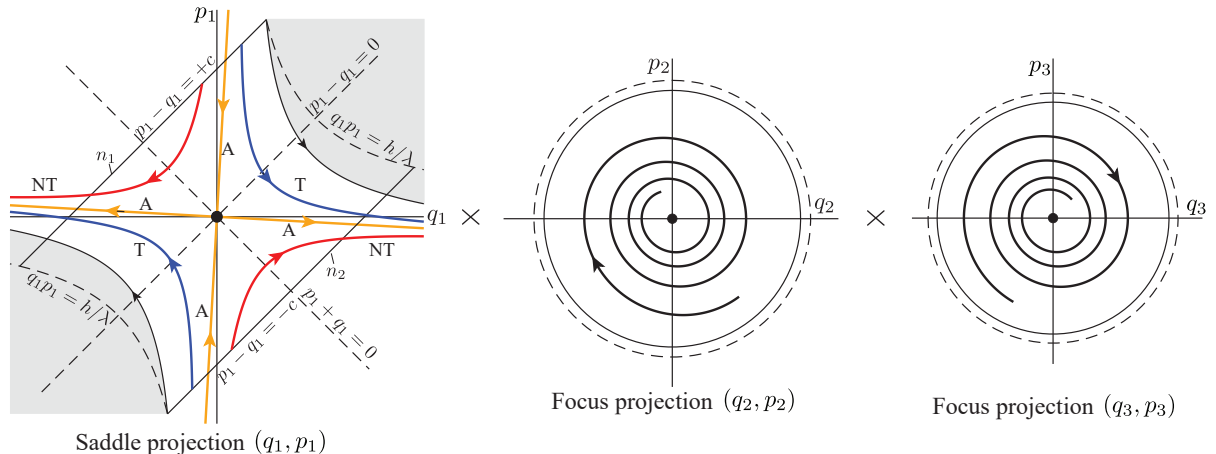 p₁
p₁ − q₁ = +c
p₁ − q₁ = 0
q₁p₁ = h/λ
n₁
A
NT
A
T
q₁
A
NT
T
n₂
q₁p₁ = h/λ
A
p₁ − q₁ = −c
p₁ + q₁ = 0
Saddle projection (q₁, p₁)
×
p₂
q₂
Focus projection (q₂, p₂)
×
p₃
q₃
Focus projection (q₃, p₃)